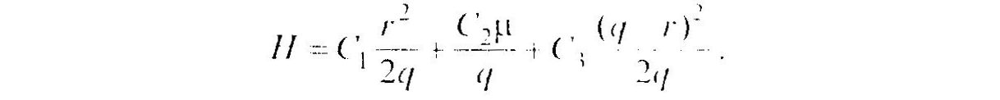 H = C₁ r²/2q + C₂μ/q + C₃ (q r)²/2q .